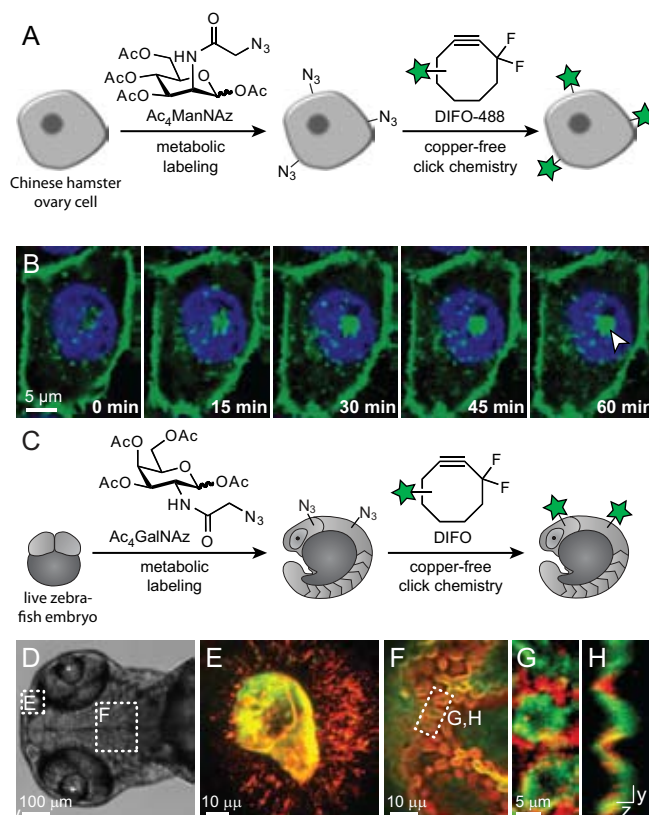 A
O
N3
AcO
HN
AcO
O
AcO
OAc
Ac4ManNAz
metabolic
labeling
Chinese hamster
ovary cell
N3
N3
N3
F
F
DIFO-488
copper-free
click chemistry
B
5 µm
0 min
15 min
30 min
45 min
60 min
C
AcO
OAc
O
AcO
OAc
HN
N3
O
Ac4GalNAz
metabolic
labeling
live zebra-
fish embryo
N3
N3
F
F
DIFO
copper-free
click chemistry
D
E
F
100 µm
E
10 µµ
F
G,H
10 µµ
G
5 µm
H
y
z